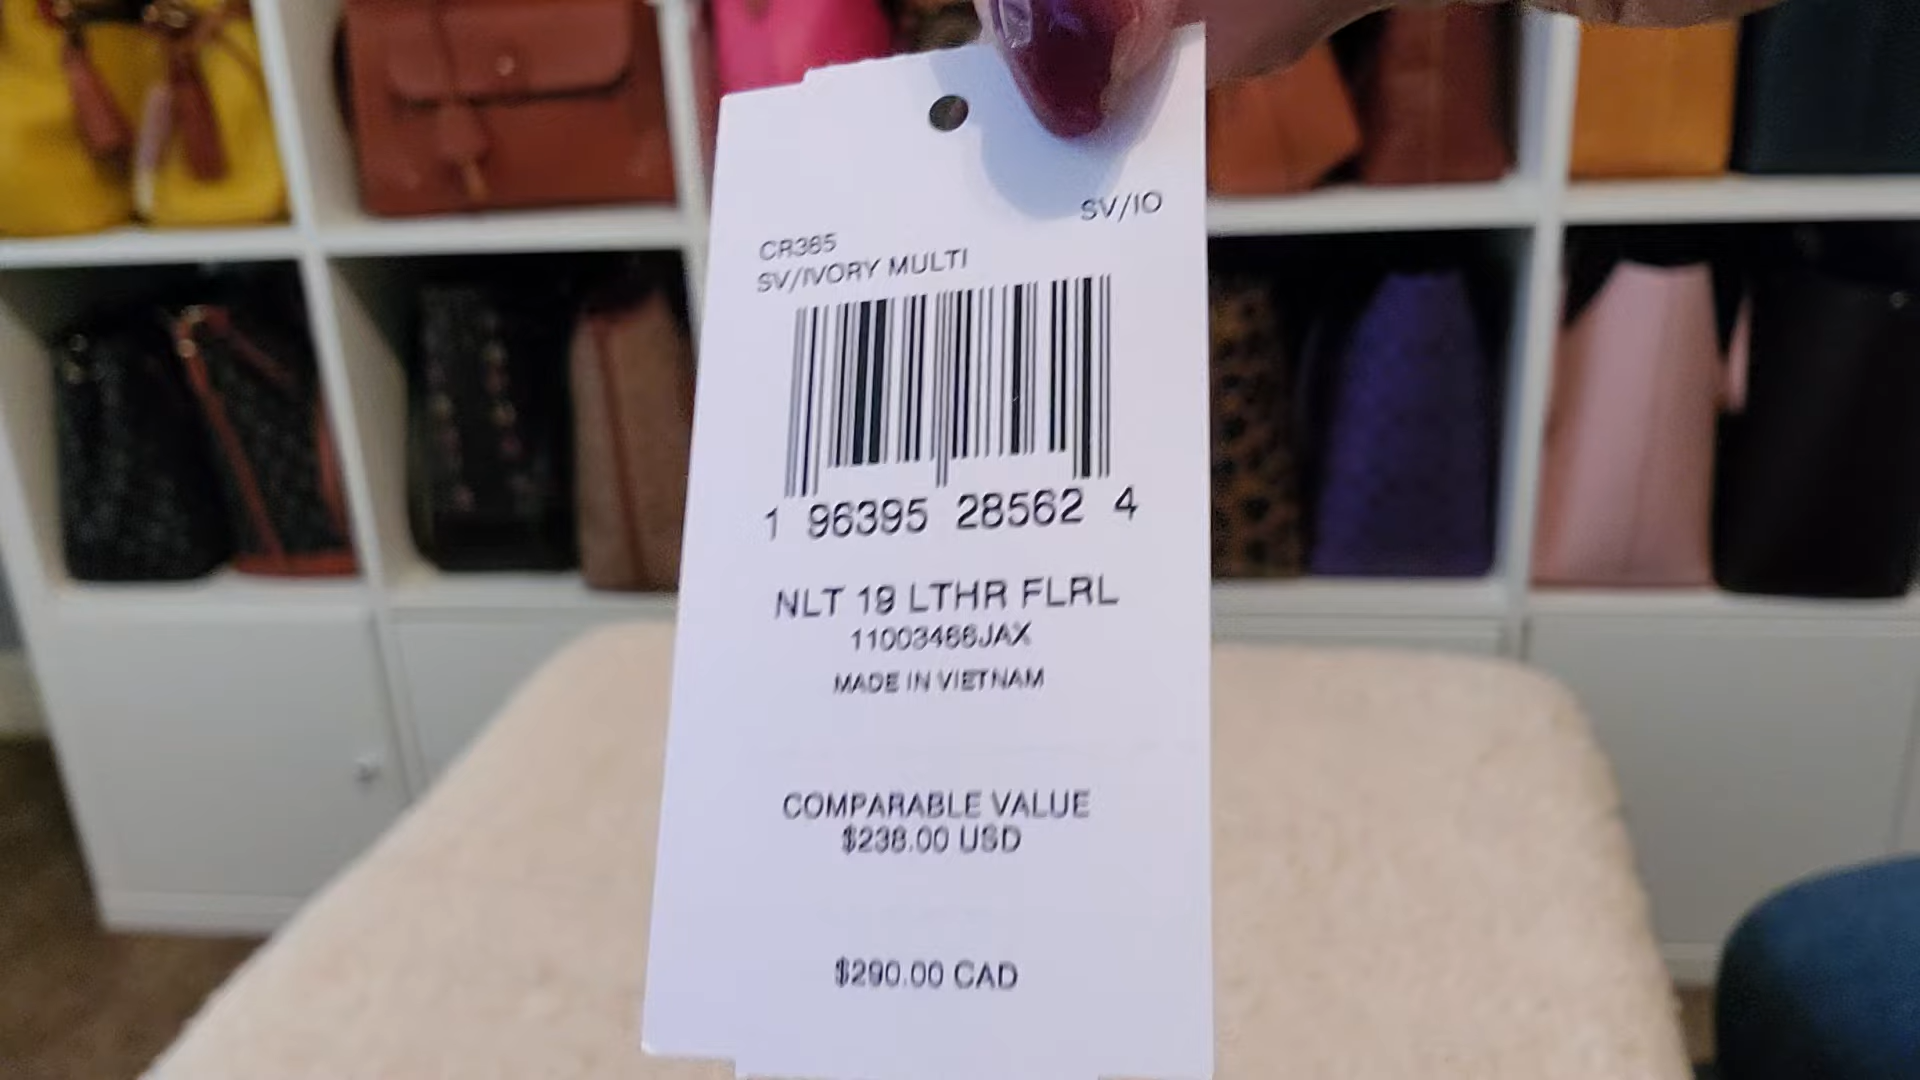 SV/IO
CR385
SV/IVORY MULTI
1 96395 28562 4
NLT 19 LTHR FLRL
11003466JAX
MADE IN VIETNAM
COMPARABLE VALUE
$238.00 USD
$290.00 CAD